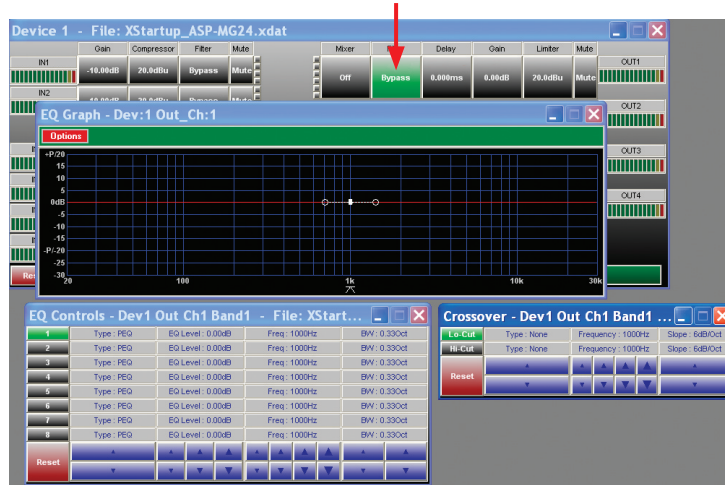 Device 1 - File: XStartup_ASP-MG24.xdat
Gain Compressor Filter Mute Mixer Delay Gain Limiter Mute
IN1 -10.00dB 20.0dBu Bypass Mute Off Bypass 0.000ms 0.00dB 20.0dBu Mute OUT1
IN2 OUT2
OUT3
OUT4
EQ Graph - Dev:1 Out_Ch:1
Options
+P/20
15
10
5
0dB
-5
-10
-15
-P/-20
-25
-30
20 100 1k 10k 30k
EQ Controls - Dev1 Out Ch1 Band1 - File: XStart...
1 Type : PEQ EQ Level : 0.00dB Freq : 1000Hz BW : 0.33Oct
2 Type : PEQ EQ Level : 0.00dB Freq : 1000Hz BW : 0.33Oct
3 Type : PEQ EQ Level : 0.00dB Freq : 1000Hz BW : 0.33Oct
4 Type : PEQ EQ Level : 0.00dB Freq : 1000Hz BW : 0.33Oct
5 Type : PEQ EQ Level : 0.00dB Freq : 1000Hz BW : 0.33Oct
6 Type : PEQ EQ Level : 0.00dB Freq : 1000Hz BW : 0.33Oct
7 Type : PEQ EQ Level : 0.00dB Freq : 1000Hz BW : 0.33Oct
8 Type : PEQ EQ Level : 0.00dB Freq : 1000Hz BW : 0.33Oct
Reset
Crossover - Dev1 Out Ch1 Band1 ...
Lo-Cut Type : None Frequency : 1000Hz Slope : 6dB/Oct
Hi-Cut Type : None Frequency : 1000Hz Slope : 6dB/Oct
Reset